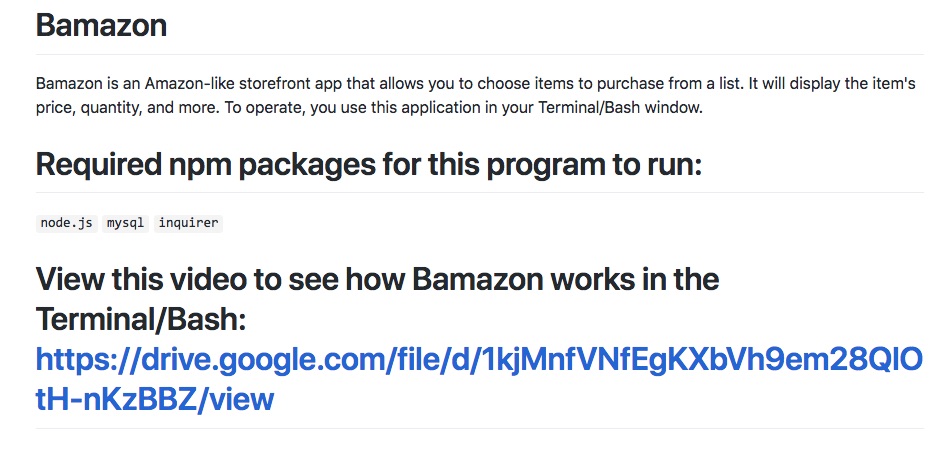 Bamazon
Bamazon is an Amazon-like storefront app that allows you to choose items to purchase from a list. It will display the item's
price, quantity, and more. To operate, you use this application in your Terminal/Bash window.
Required npm packages for this program to run:
node.js mysql inquirer
View this video to see how Bamazon works in the
Terminal/Bash:
https://drive.google.com/file/d/1kjMnfVNfEgKXbVh9em28QlO
tH-nKzBBZ/view